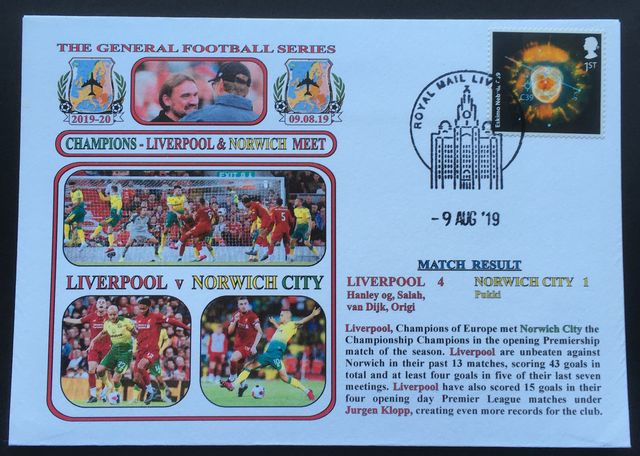 THE GENERAL FOOTBALL SERIES
2019-20
09.08.19
CHAMPIONS - LIVERPOOL & NORWICH MEET
LIVERPOOL v NORWICH CITY
1ST
Eskimo Nebula
C39
ROYAL MAIL LIV
- 9 AUG '19
MATCH RESULT
LIVERPOOL 4 NORWICH CITY 1
Hanley og, Salah, Pukki
van Dijk, Origi
Liverpool, Champions of Europe met Norwich City the
Championship Champions in the opening Premiership
match of the season. Liverpool are unbeaten against
Norwich in their past 13 matches, scoring 43 goals in
total and at least four goals in five of their last seven
meetings. Liverpool have also scored 15 goals in their
four opening day Premier League matches under
Jurgen Klopp, creating even more records for the club.